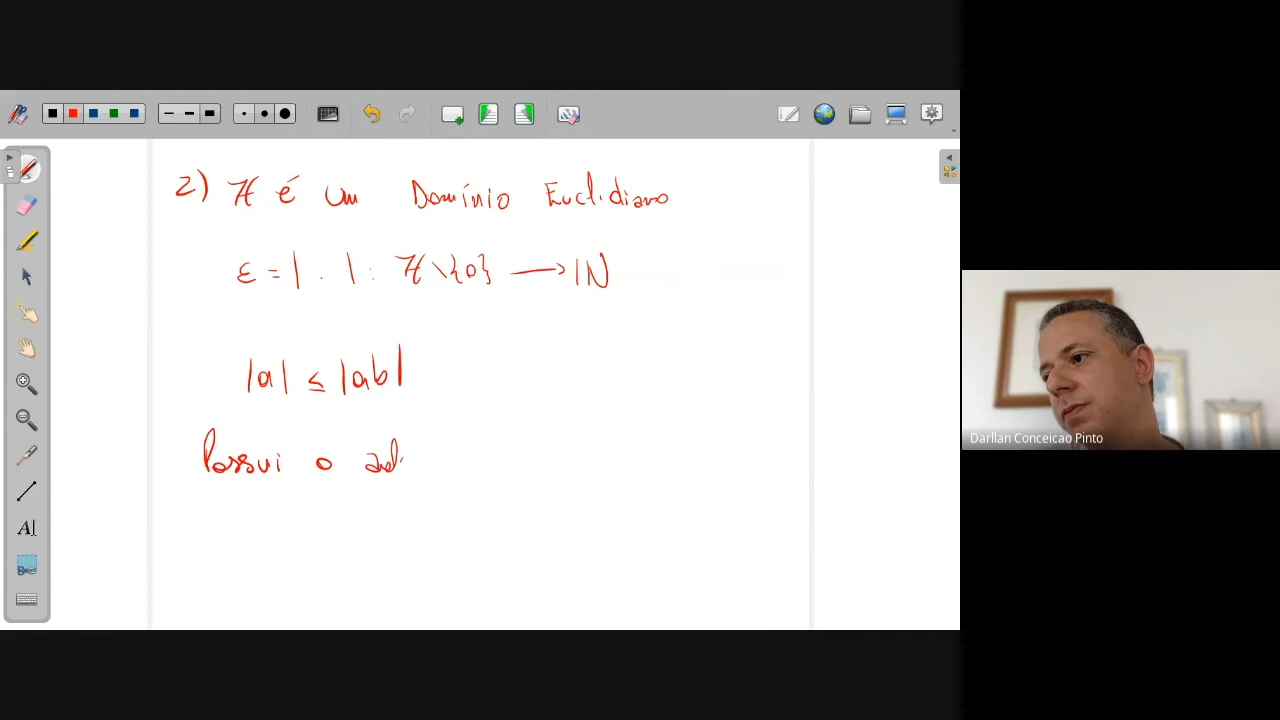 2) ℤ é um Domínio Euclidiano
ε = | . | : ℤ \ {0} → ℕ
|a| ≤ |ab|
Darllan Conceicao Pinto
Possui o